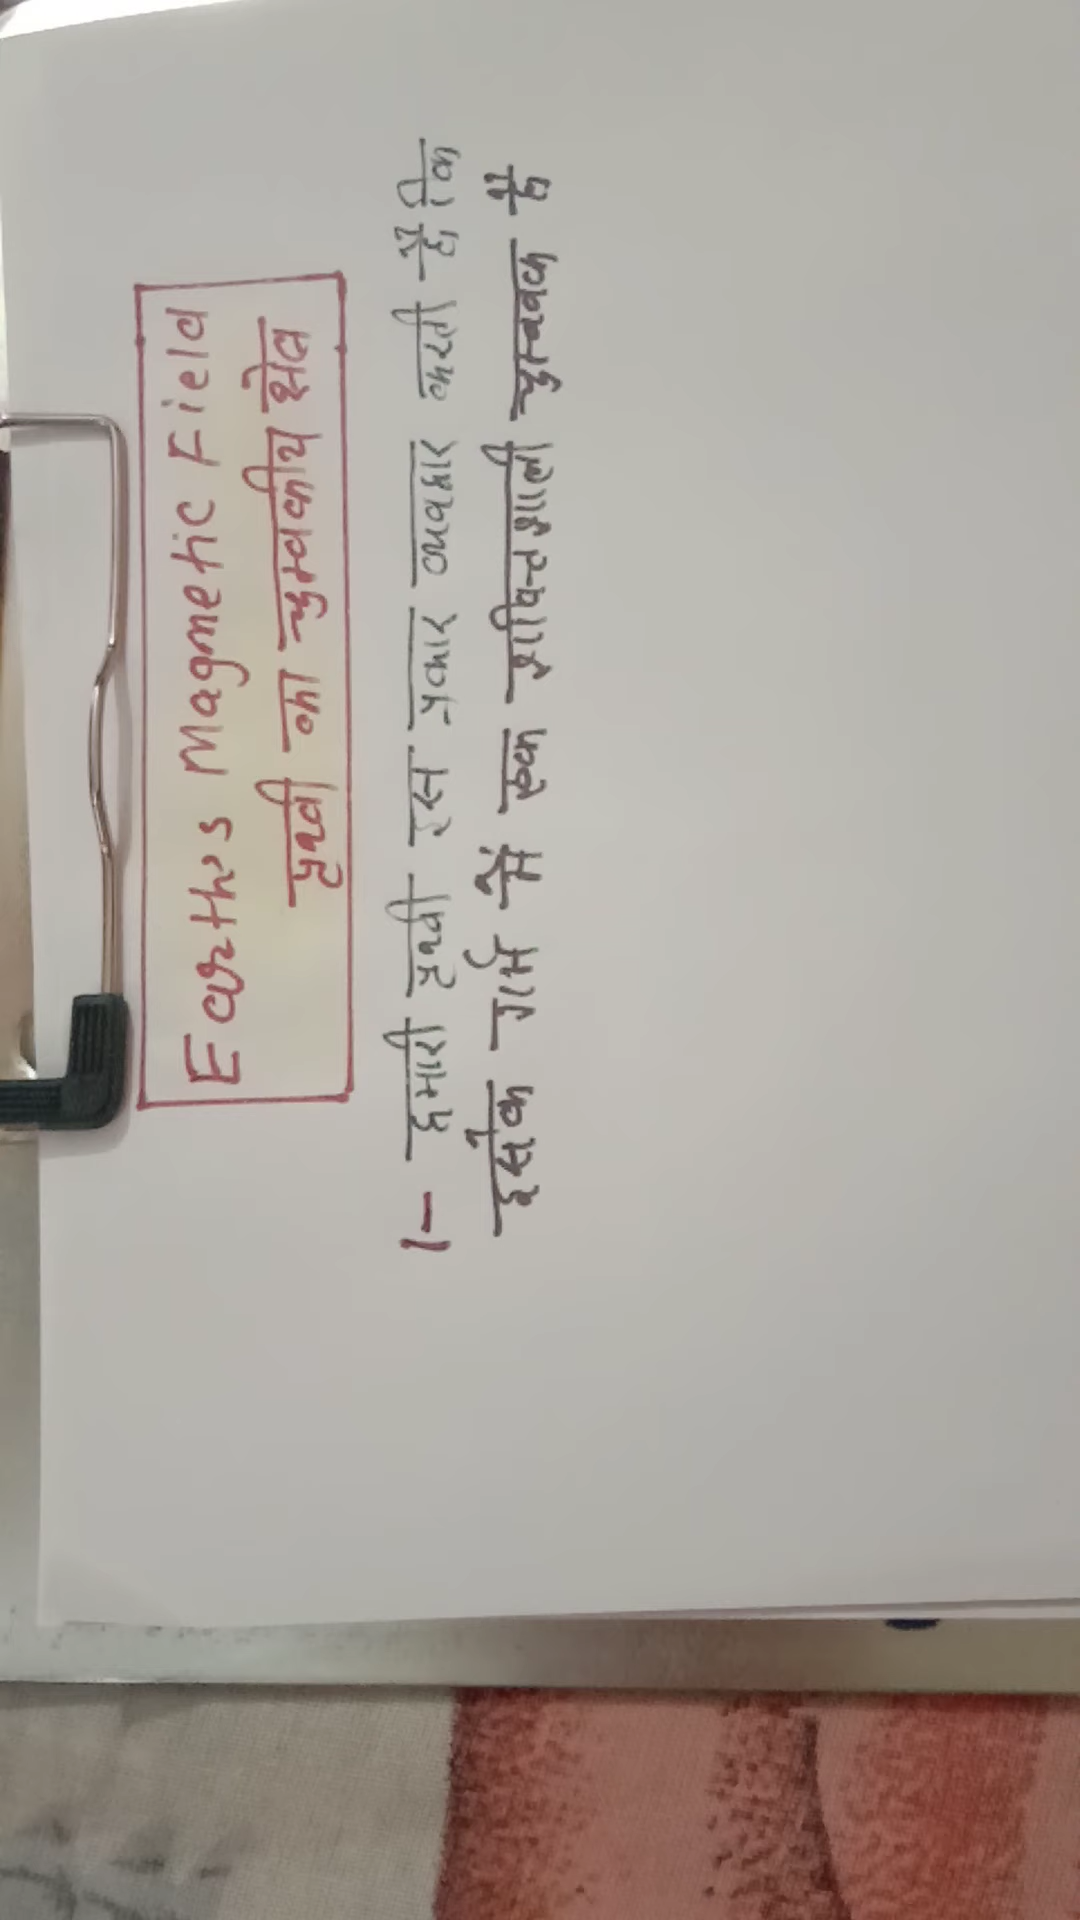 Earth's Magnetic Field
पृथ्वी का चुम्बकीय क्षेत्र
1- हमारी पृथ्वी इस प्रकार व्यवहार करती है कि
इसके गर्भ में एक शक्तिशाली चुम्बक है